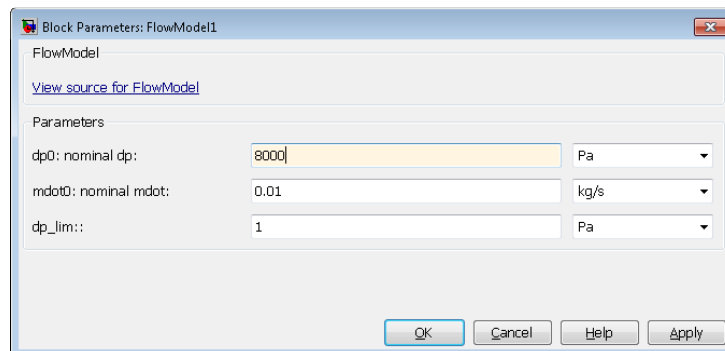 Block Parameters: FlowModel1
FlowModel
View source for FlowModel
Parameters
dp0: nominal dp: 8000 Pa
mdot0: nominal mdot: 0.01 kg/s
dp_lim:: 1 Pa
OK Cancel Help Apply